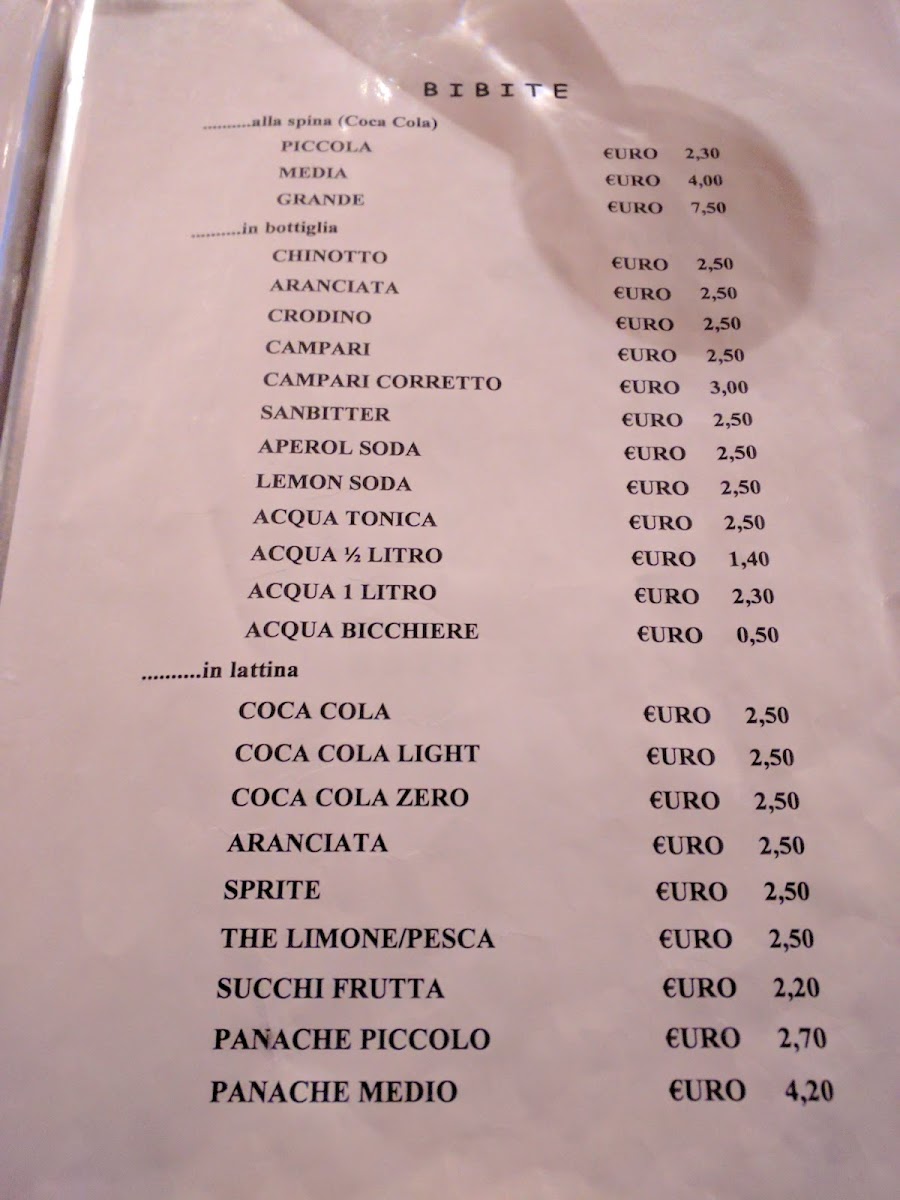 BIBITE
..........alla spina (Coca Cola)
PICCOLA €URO 2,30
MEDIA €URO 4,00
GRANDE €URO 7,50
..........in bottiglia
CHINOTTO €URO 2,50
ARANCIATA €URO 2,50
CRODINO €URO 2,50
CAMPARI €URO 2,50
CAMPARI CORRETTO €URO 3,00
SANBITTER €URO 2,50
APEROL SODA €URO 2,50
LEMON SODA €URO 2,50
ACQUA TONICA €URO 2,50
ACQUA ½ LITRO €URO 1,40
ACQUA 1 LITRO €URO 2,30
ACQUA BICCHIERE €URO 0,50
..........in lattina
COCA COLA €URO 2,50
COCA COLA LIGHT €URO 2,50
COCA COLA ZERO €URO 2,50
ARANCIATA €URO 2,50
SPRITE €URO 2,50
THE LIMONE/PESCA €URO 2,50
SUCCHI FRUTTA €URO 2,20
PANACHE PICCOLO €URO 2,70
PANACHE MEDIO €URO 4,20